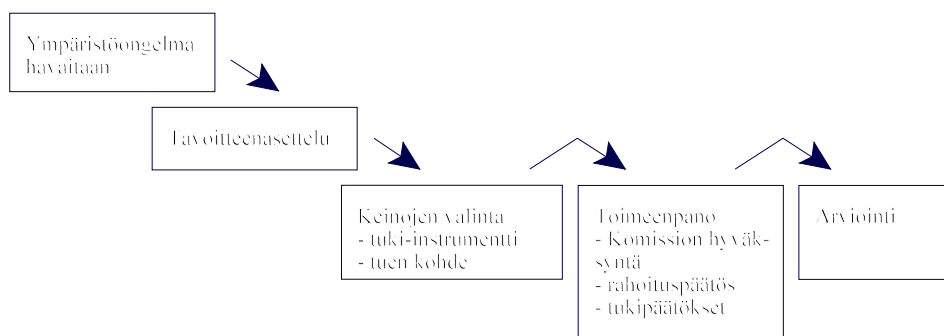 Ympäristöongelma
havaitaan
Tavoitteenasettelu
Keinojen valinta
- tuki-instrumentti
- tuen kohde
Toimeenpano
- Komission hyväk-
syntä
- rahoituspäätös
- tukipäätökset
Arviointi